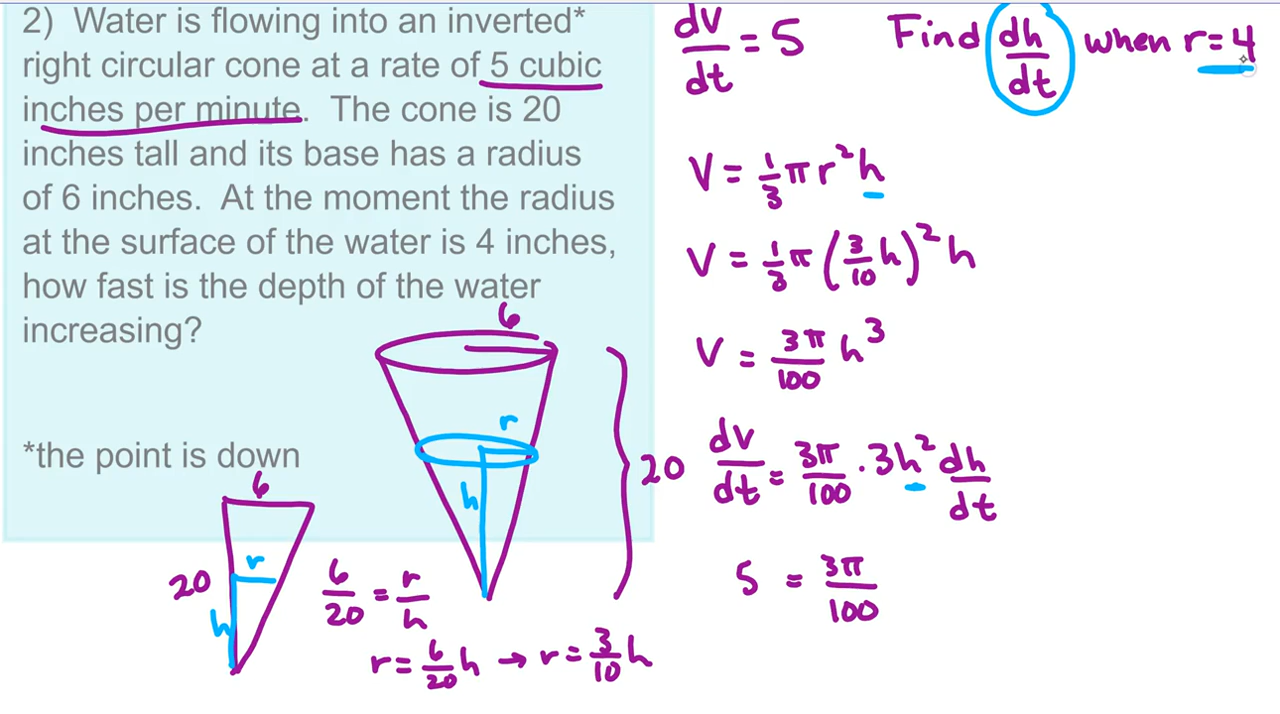 2) Water is flowing into an inverted*
right circular cone at a rate of 5 cubic
inches per minute. The cone is 20
inches tall and its base has a radius
of 6 inches. At the moment the radius
at the surface of the water is 4 inches,
how fast is the depth of the water
increasing?
*the point is down
6
r
h
20
6
20
r
h
6/20 = r/h
r = 6/20 h → r = 3/10 h
dV/dt = 5
Find dh/dt when r=4
V = 1/3 π r²h
V = 1/3 π (3/10 h)² h
V = 3π/100 h³
dV/dt = 3π/100 · 3h² dh/dt
5 = 3π/100